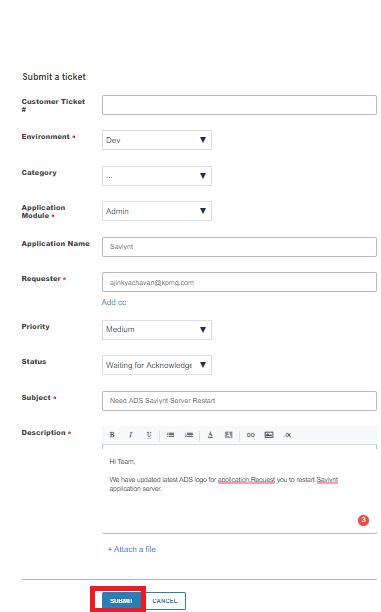 Submit a ticket
Customer Ticket
#
Environment *
Dev
Category
...
Application
Module *
Admin
Application Name
Saviynt
Requester *
ajinkyachavan@kpmg.com
Add cc
Priority
Medium
Status
Waiting for Acknowledge
Subject *
Need ADS Saviynt Server Restart
Description *
B I U A
Hi Team,
We have updated latest ADS logo for application.Request you to restart Saviynt
application server.
3
+ Attach a file
SUBMIT CANCEL